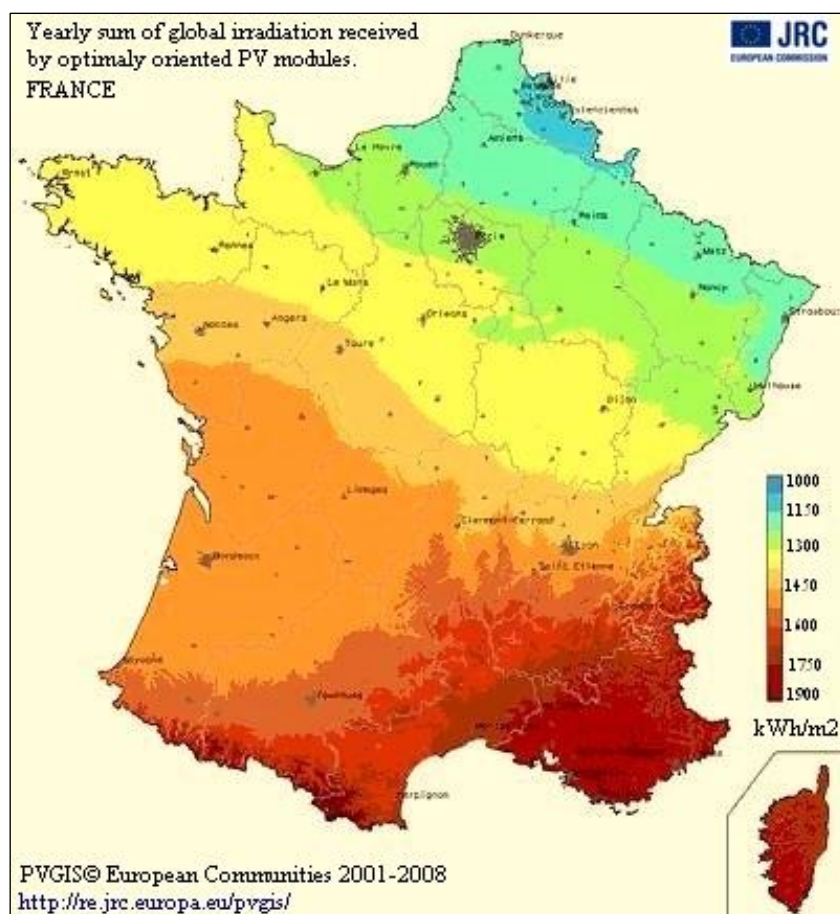 Yearly sum of global irradiation received
by optimaly oriented PV modules.
FRANCE
JRC
EUROPEAN COMMISSION
Dunkerque
Amiens
Le Havre
Rouen
Brest
Reims
Metz
Rennes
Nancy
Le Mans
Strasbourg
Orleans
Nantes
Angers
Tours
Mulhouse
Dijon
Limoges
Clermont-Ferrand
Lyon
Saint Etienne
Bordeaux
Bayonne
Toulouse
Perpignan
1000
1150
1300
1450
1600
1750
1900
kWh/m2
PVGIS© European Communities 2001-2008
http://re.jrc.europa.eu/pvgis/